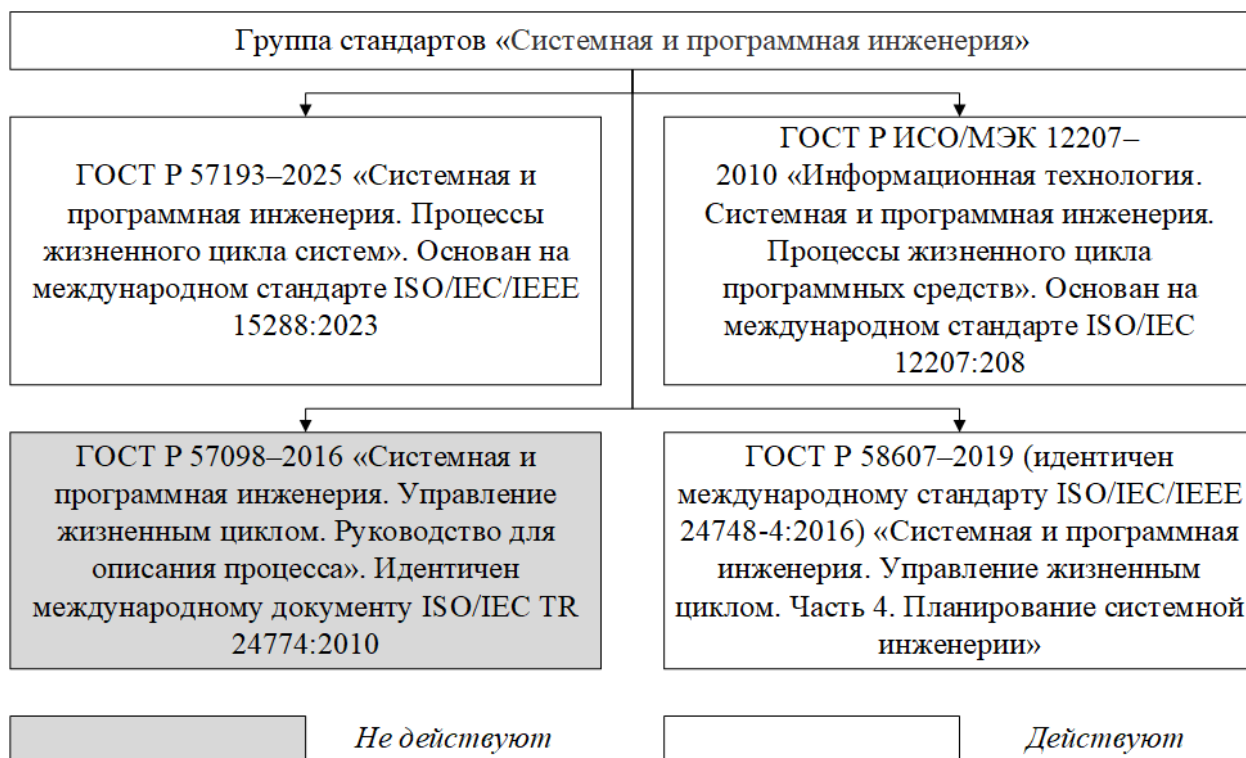 Группа стандартов «Системная и программная инженерия»
ГОСТ Р 57193–2025 «Системная и
программная инженерия. Процессы
жизненного цикла систем». Основан на
международном стандарте ISO/IEC/IEEE
15288:2023
ГОСТ Р ИСО/МЭК 12207–
2010 «Информационная технология.
Системная и программная инженерия.
Процессы жизненного цикла
программных средств». Основан на
международном стандарте ISO/IEC
12207:208
ГОСТ Р 57098–2016 «Системная и
программная инженерия. Управление
жизненным циклом. Руководство для
описания процесса». Идентичен
международному документу ISO/IEC TR
24774:2010
ГОСТ Р 58607–2019 (идентичен
международному стандарту ISO/IEC/IEEE
24748-4:2016) «Системная и программная
инженерия. Управление жизненным
циклом. Часть 4. Планирование системной
инженерии»
Не действуют
Действуют